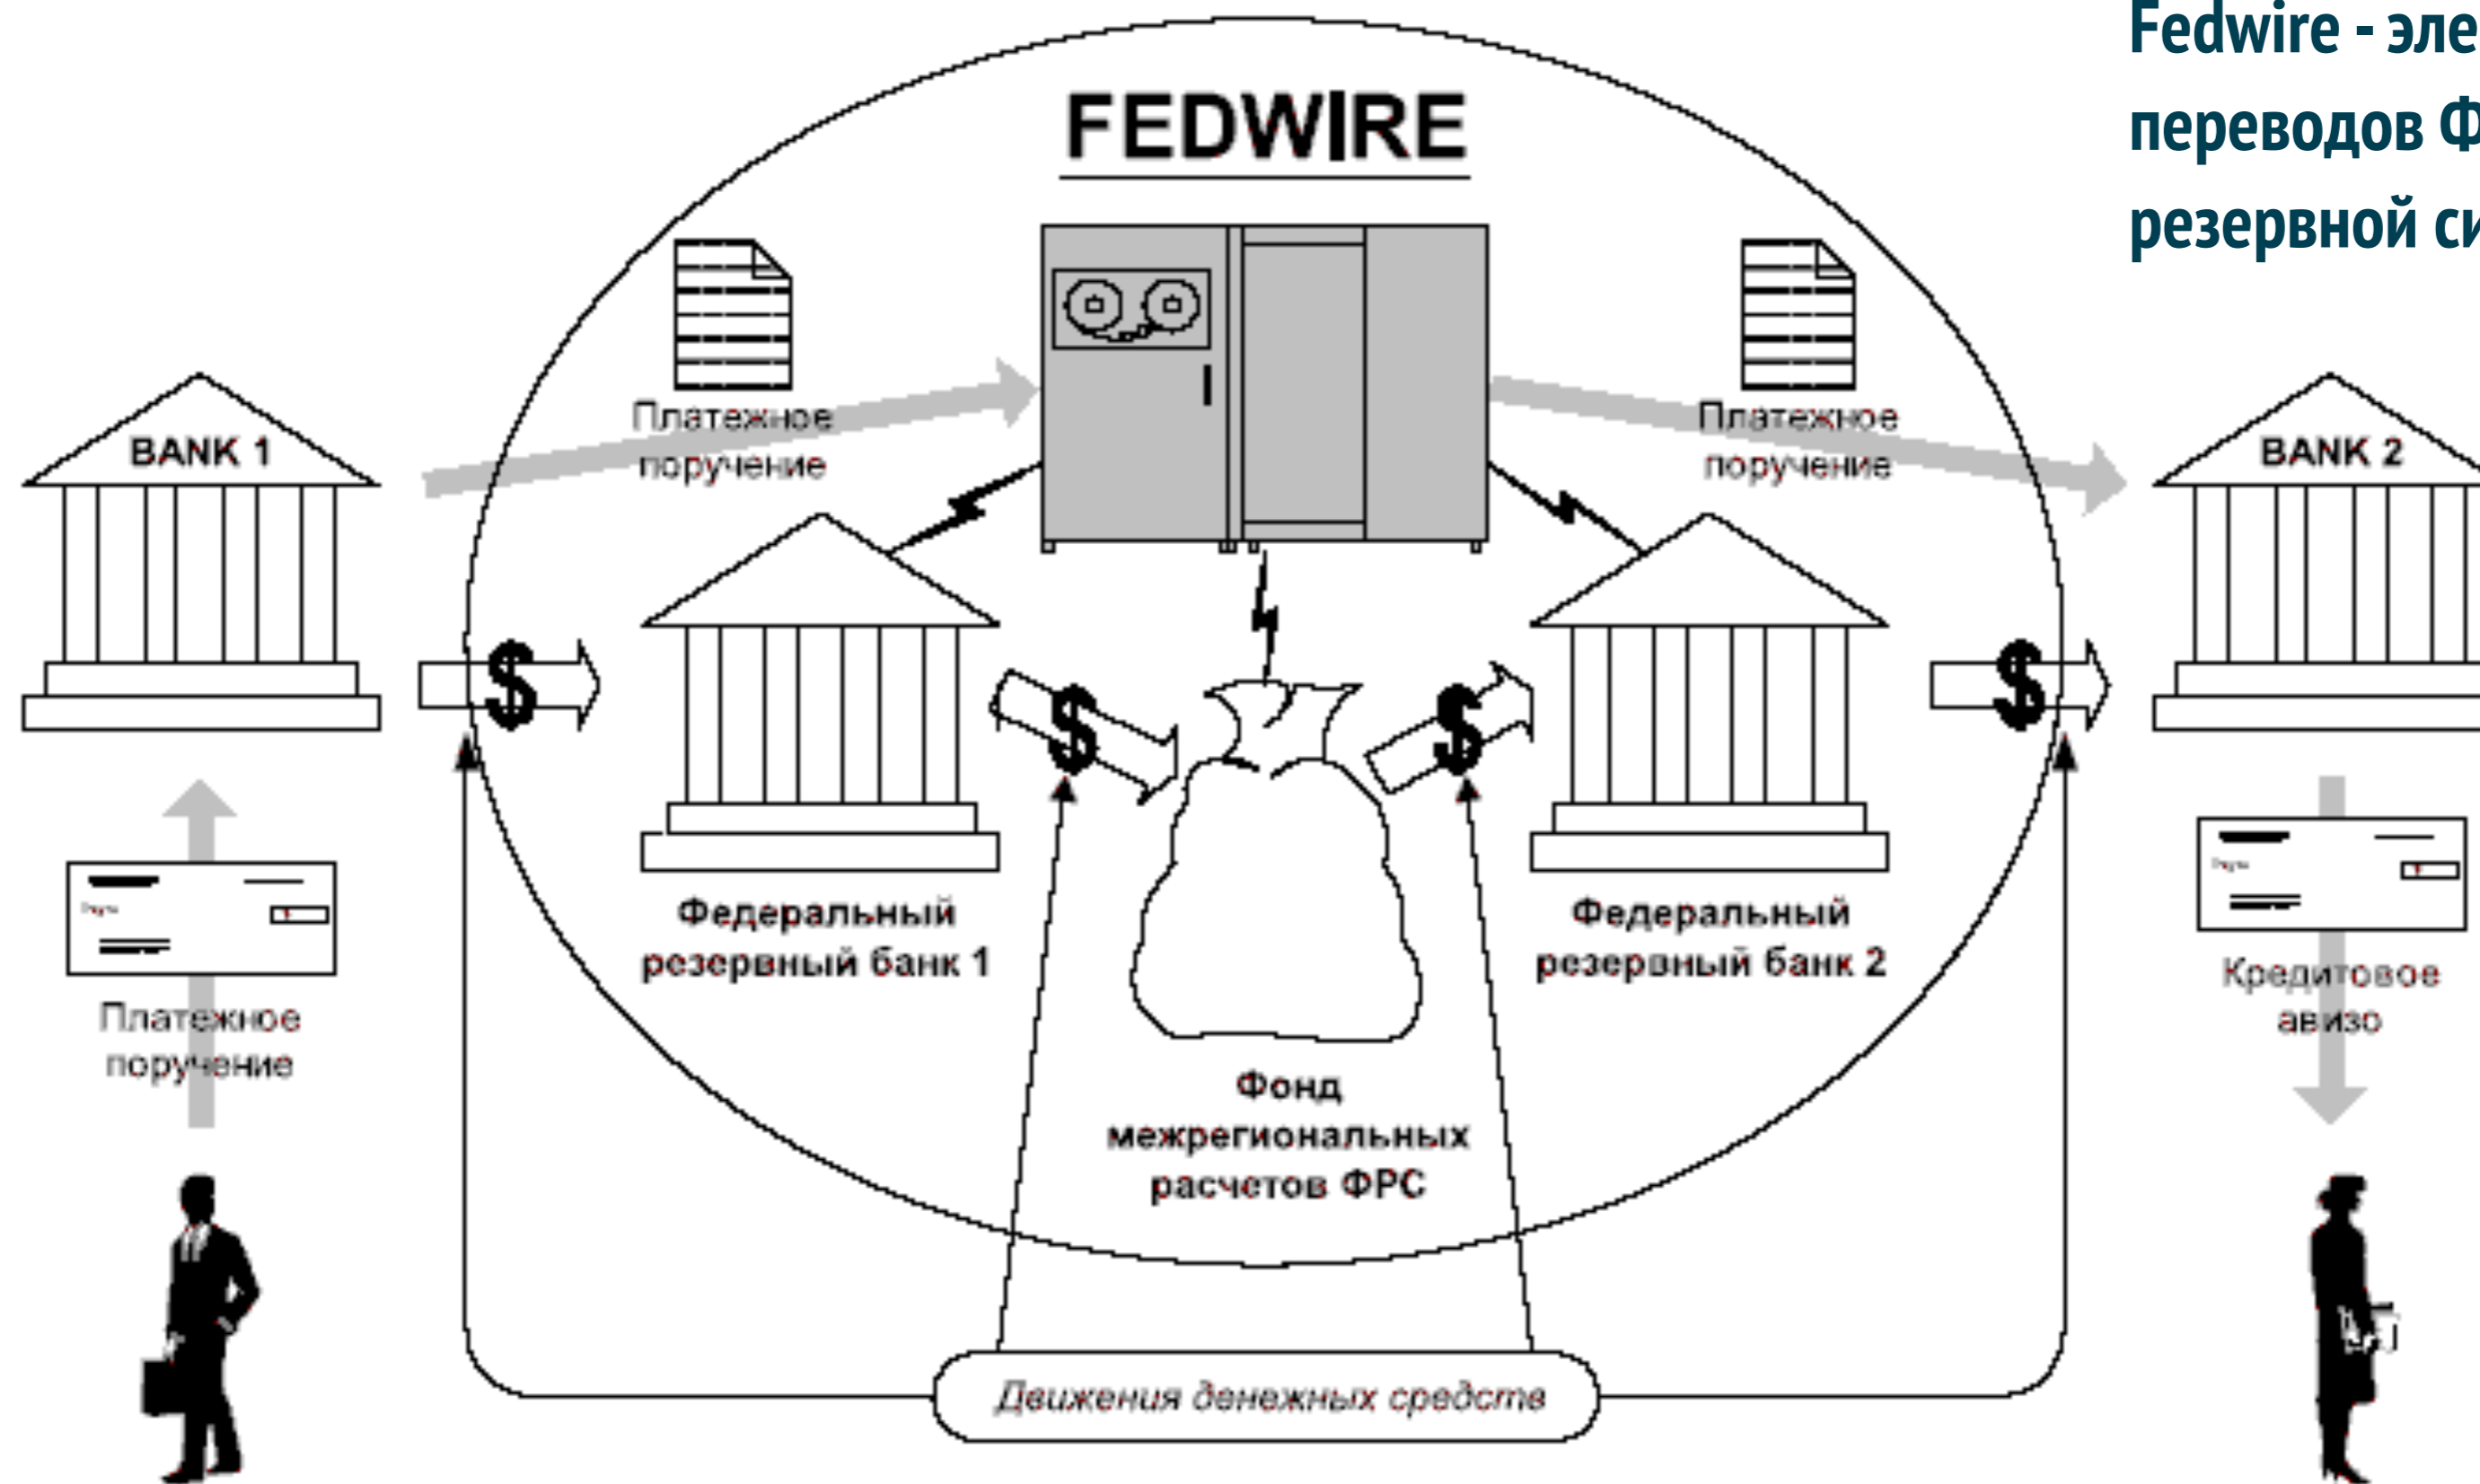 Fedwire - эле
переводов Ф
резервной си
FEDWIRE
Платежное
поручение
Платежное
поручение
BANK 1
BANK 2
$
$
$
$
Федеральный
резервный банк 1
Федеральный
резервный банк 2
Платежное
поручение
Кредитовое
авизо
Фонд
межрегиональных
расчетов ФРС
Движения денежных средств